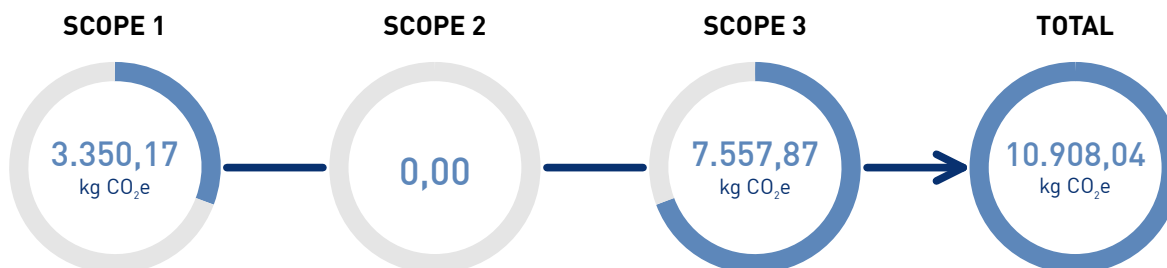 SCOPE 1
SCOPE 2
SCOPE 3
TOTAL
3.350,17
kg CO₂e
0,00
7.557,87
kg CO₂e
10.908,04
kg CO₂e